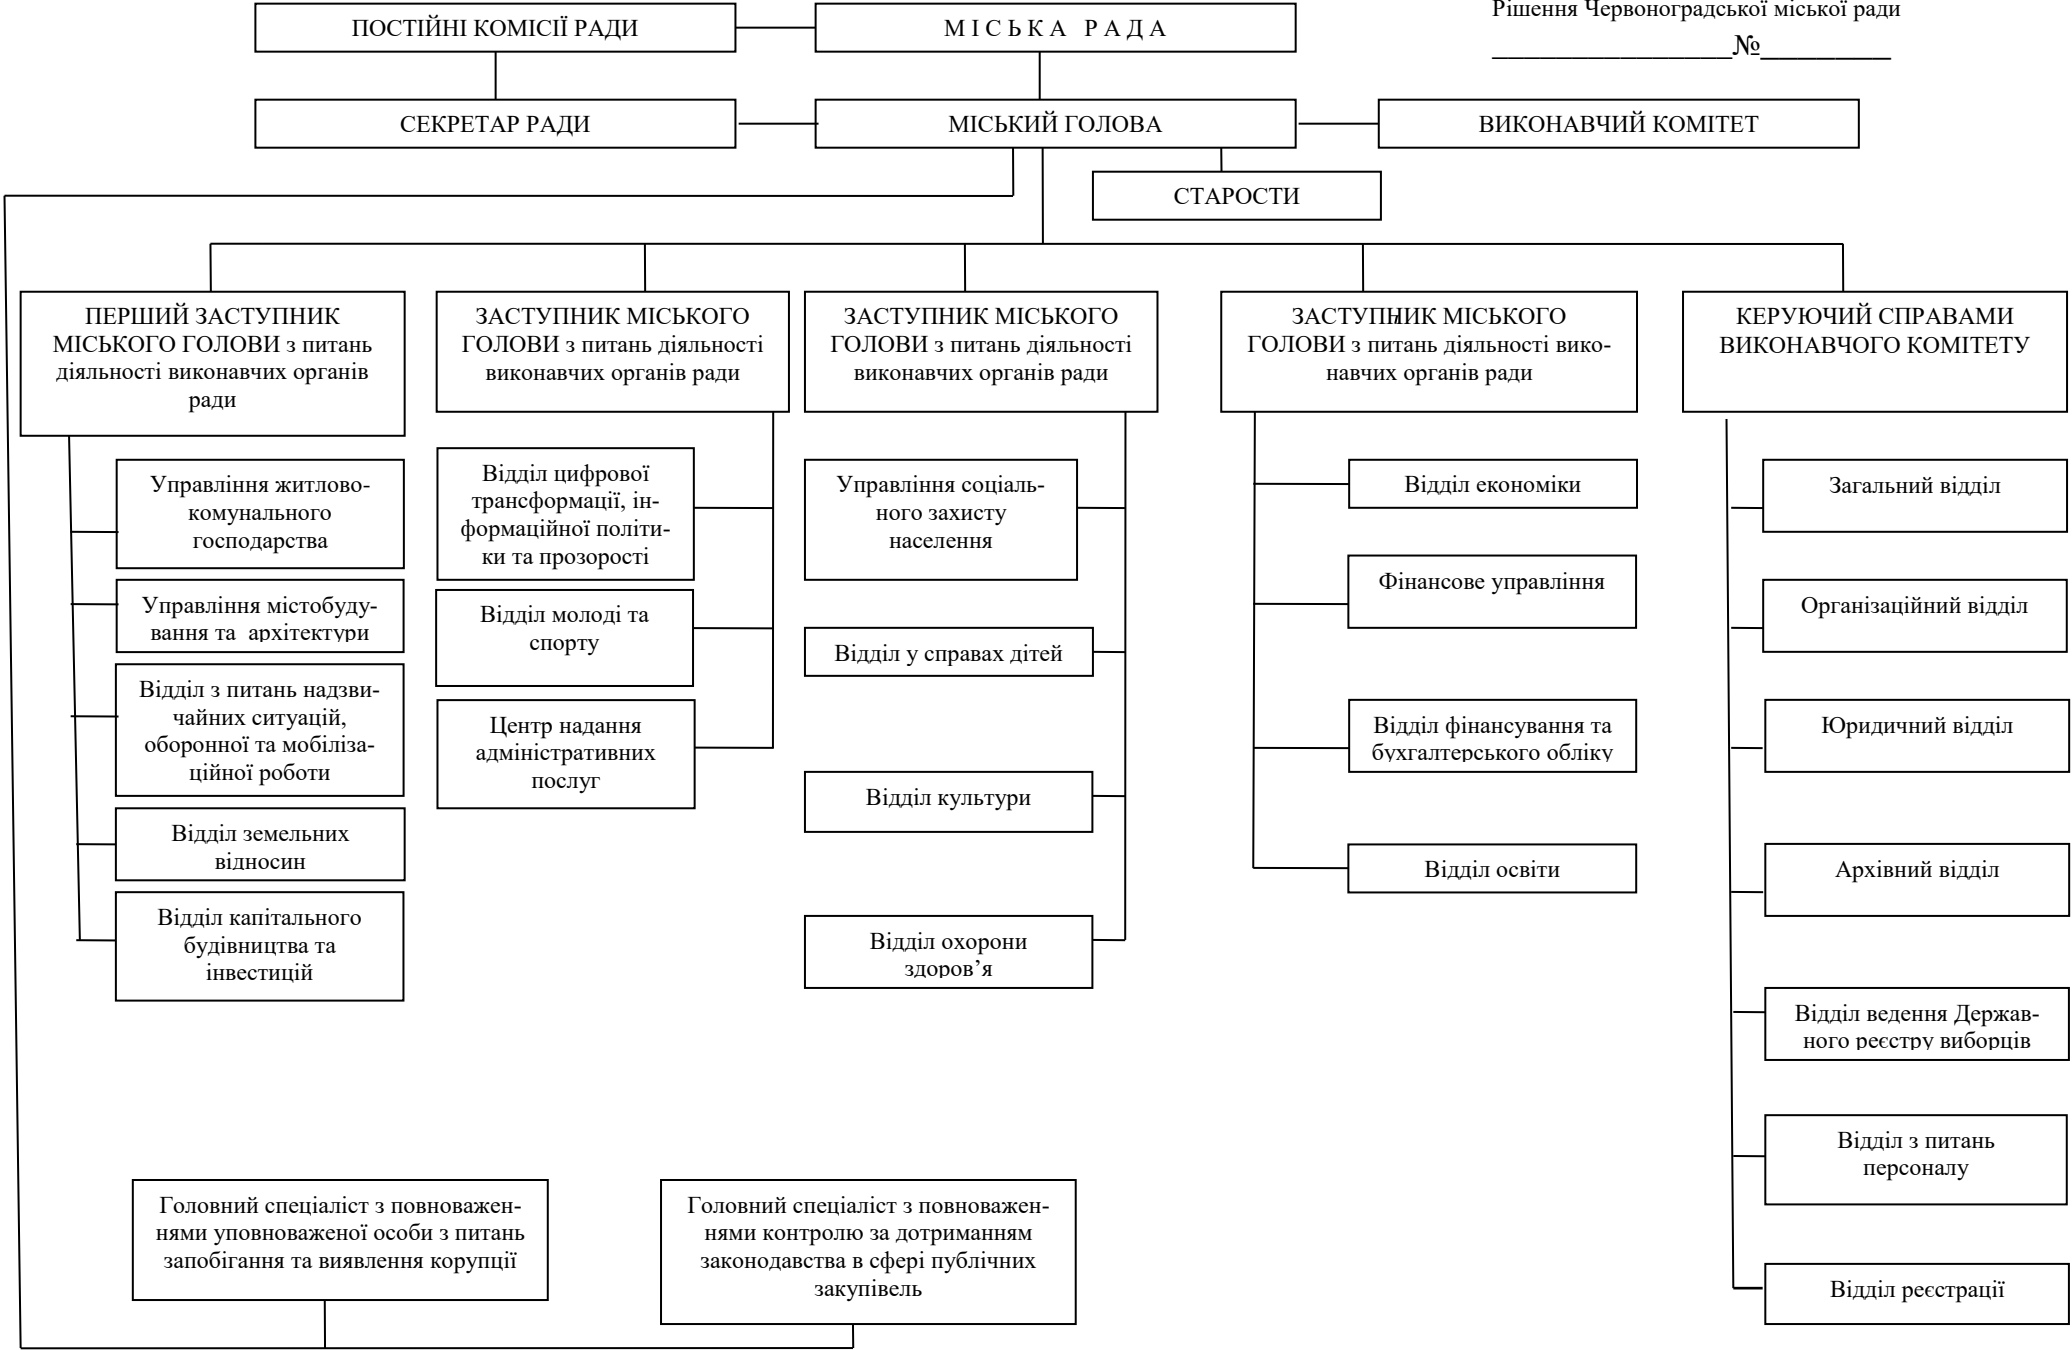 Рішення Червоноградської міської ради
_______________№________
ПОСТІЙНІ КОМІСІЇ РАДИ
М І С Ь К А Р А Д А
СЕКРЕТАР РАДИ
МІСЬКИЙ ГОЛОВА
ВИКОНАВЧИЙ КОМІТЕТ
СТАРОСТИ
ПЕРШИЙ ЗАСТУПНИК
МІСЬКОГО ГОЛОВИ з питань
діяльності виконавчих органів
ради
ЗАСТУПНИК МІСЬКОГО
ГОЛОВИ з питань діяльності
виконавчих органів ради
ЗАСТУПНИК МІСЬКОГО
ГОЛОВИ з питань діяльності
виконавчих органів ради
ЗАСТУПНИК МІСЬКОГО
ГОЛОВИ з питань діяльності вико-
навчих органів ради
КЕРУЮЧИЙ СПРАВАМИ
ВИКОНАВЧОГО КОМІТЕТУ
Управління житлово-
комунального
господарства
Управління містобуду-
вання та архітектури
Відділ з питань надзви-
чайних ситуацій,
оборонної та мобіліза-
ційної роботи
Відділ земельних
відносин
Відділ капітального
будівництва та
інвестицій
Відділ цифрової
трансформації, ін-
формаційної політи-
ки та прозорості
Відділ молоді та
спорту
Центр надання
адміністративних
послуг
Управління соціаль-
ного захисту
населення
Відділ у справах дітей
Відділ культури
Відділ охорони
здоров’я
Відділ економіки
Фінансове управління
Відділ фінансування та
бухгалтерського обліку
Відділ освіти
Загальний відділ
Організаційний відділ
Юридичний відділ
Архівний відділ
Відділ ведення Держав-
ного реєстру виборців
Відділ з питань
персоналу
Відділ реєстрації
Головний спеціаліст з повноважен-
нями уповноваженої особи з питань
запобігання та виявлення корупції
Головний спеціаліст з повноважен-
нями контролю за дотриманням
законодавства в сфері публічних
закупівель